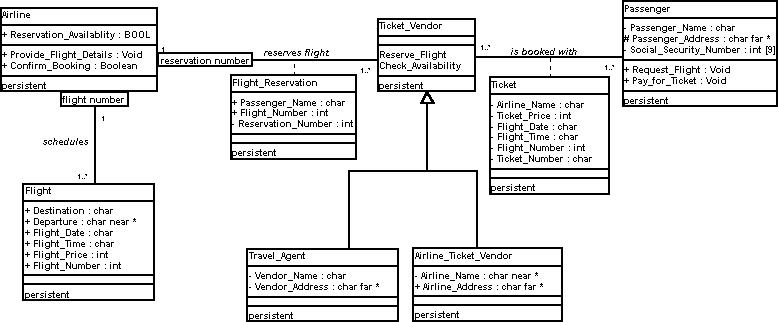 Airline
+ Reservation_Availablity : BOOL
+ Provide_Flight_Details : Void
+ Confirm_Booking : Boolean
persistent
flight number
1
reservation number
reserves flight
1..*
Ticket_Vendor
Reserve_Flight
Check_Availability
persistent
1..*
is booked with
1..*
Passenger
- Passenger_Name : char
# Passenger_Address : char far *
- Social_Security_Number : int [9]
+ Request_Flight : Void
+ Pay_for_Ticket : Void
persistent
Flight_Reservation
+ Passenger_Name : char
+ Flight_Number : int
- Reservation_Number : int
persistent
Ticket
- Airline_Name : char
- Ticket_Price : int
- Flight_Date : char
- Flight_Time : char
- Flight_Number : int
- Ticket_Number : char
persistent
1
schedules
1..*
Flight
+ Destination : char
+ Departure : char near *
+ Flight_Date : char
+ Flight_Time : char
+ Flight_Price : int
+ Flight_Number : int
persistent
Travel_Agent
- Vendor_Name : char
- Vendor_Address : char far *
persistent
Airline_Ticket_Vendor
- Airline_Name : char near *
+ Airline_Address : char far *
persistent